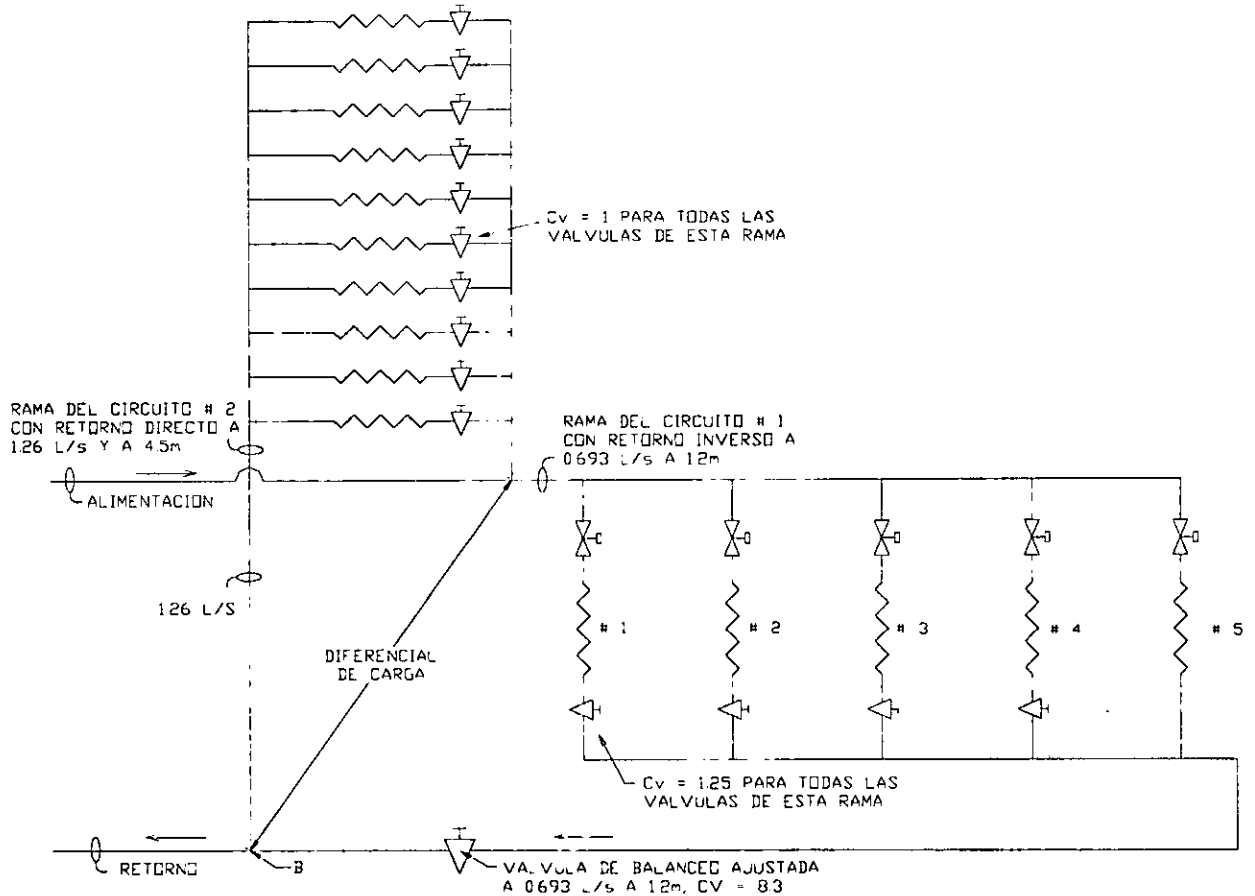 Cv = 1 PARA TODAS LAS
VALVULAS DE ESTA RAMA
RAMA DEL CIRCUITO # 2
CON RETORNO DIRECTO A
1.26 L/s Y A 4.5m
RAMA DEL CIRCUITO # 1
CON RETORNO INVERSO A
0.693 L/s A 12m
ALIMENTACION
1.26 L/S
# 1
# 2
# 3
# 4
# 5
DIFERENCIAL
DE CARGA
Cv = 1.25 PARA TODAS LAS
VALVULAS DE ESTA RAMA
RETORNO
B
VALVULA DE BALANCEO AJUSTADA
A 0.693 L/s A 12m, CV = 8.3